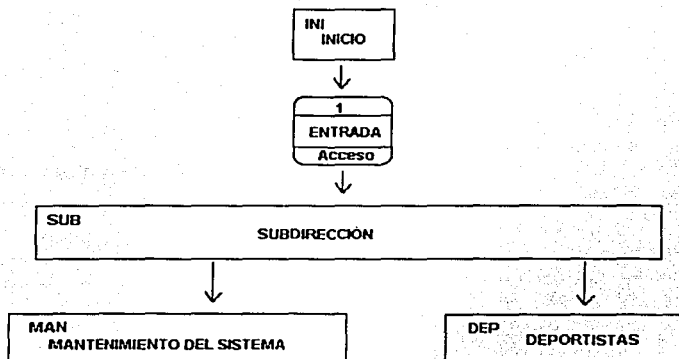 INI
INICIO
1
ENTRADA
Acceso
SUB
SUBDIRECCIÓN
MAN
MANTENIMIENTO DEL SISTEMA
DEP
DEPORTISTAS